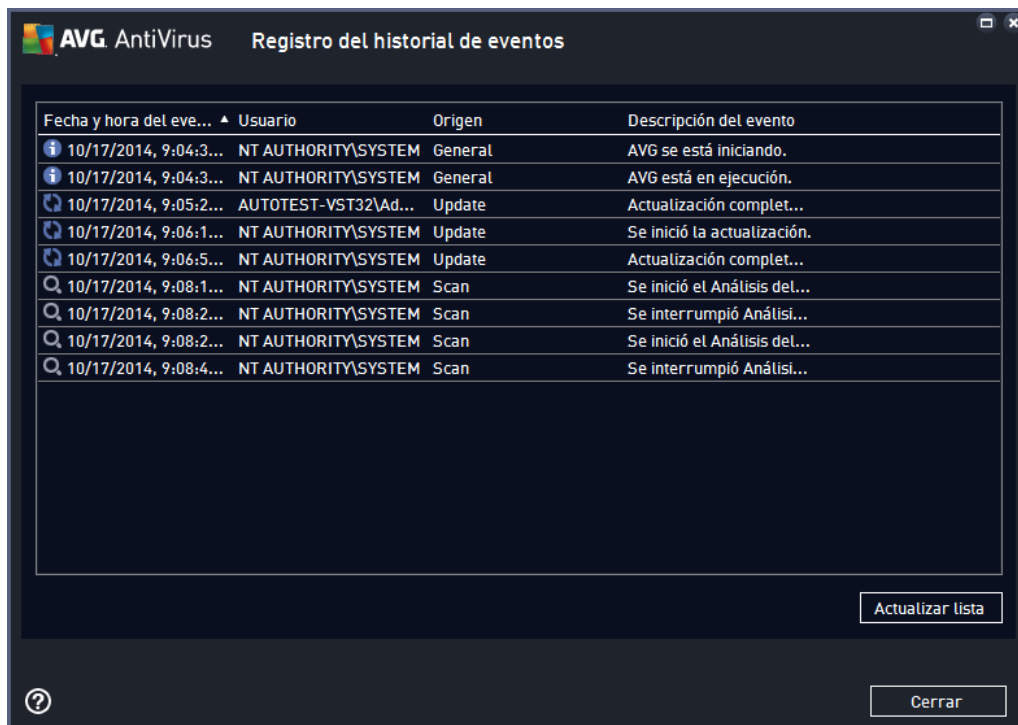 AVG. AntiVirus Registro del historial de eventos
Fecha y hora del eve... Usuario Origen Descripción del evento
10/17/2014, 9:04:3... NT AUTHORITY\SYSTEM General AVG se está iniciando.
10/17/2014, 9:04:3... NT AUTHORITY\SYSTEM General AVG está en ejecución.
10/17/2014, 9:05:2... AUTOTEST-VST32\Ad... Update Actualización complet...
10/17/2014, 9:06:1... NT AUTHORITY\SYSTEM Update Se inició la actualización.
10/17/2014, 9:06:5... NT AUTHORITY\SYSTEM Update Actualización complet...
10/17/2014, 9:08:1... NT AUTHORITY\SYSTEM Scan Se inició el Análisis del...
10/17/2014, 9:08:2... NT AUTHORITY\SYSTEM Scan Se interrumpió Análisi...
10/17/2014, 9:08:2... NT AUTHORITY\SYSTEM Scan Se inició el Análisis del...
10/17/2014, 9:08:4... NT AUTHORITY\SYSTEM Scan Se interrumpió Análisi...
Actualizar lista
Cerrar